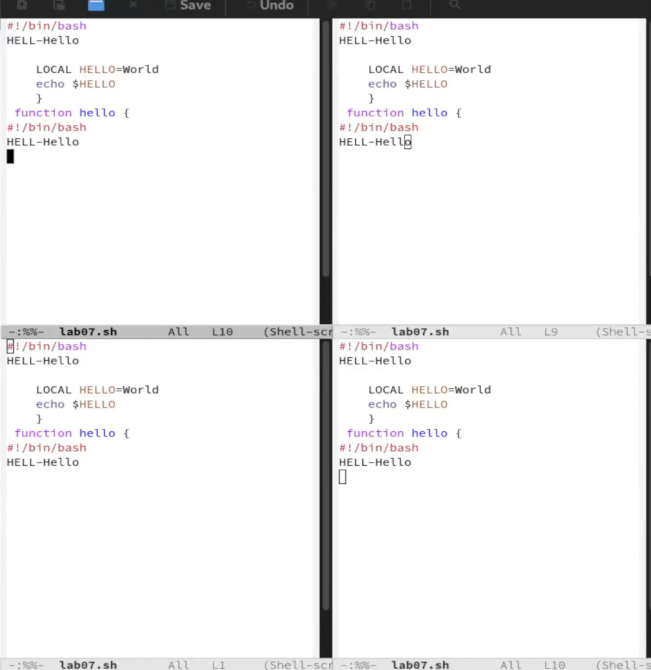 Save Undo
#!/bin/bash
HELL-Hello

    LOCAL HELLO=World
    echo $HELLO
    }
 function hello {
#!/bin/bash
HELL-Hello
-:%%-  lab07.sh       All   L10    (Shell-scr
#!/bin/bash
HELL-Hello

    LOCAL HELLO=World
    echo $HELLO
    }
 function hello {
#!/bin/bash
HELL-Hello
-:%%-  lab07.sh       All   L9     (Shell-s
#!/bin/bash
HELL-Hello

    LOCAL HELLO=World
    echo $HELLO
    }
 function hello {
#!/bin/bash
HELL-Hello
-:%%-  lab07.sh       All   L1     (Shell-scr
#!/bin/bash
HELL-Hello

    LOCAL HELLO=World
    echo $HELLO
    }
 function hello {
#!/bin/bash
HELL-Hello
-:%%-  lab07.sh       All   L10    (Shell-s